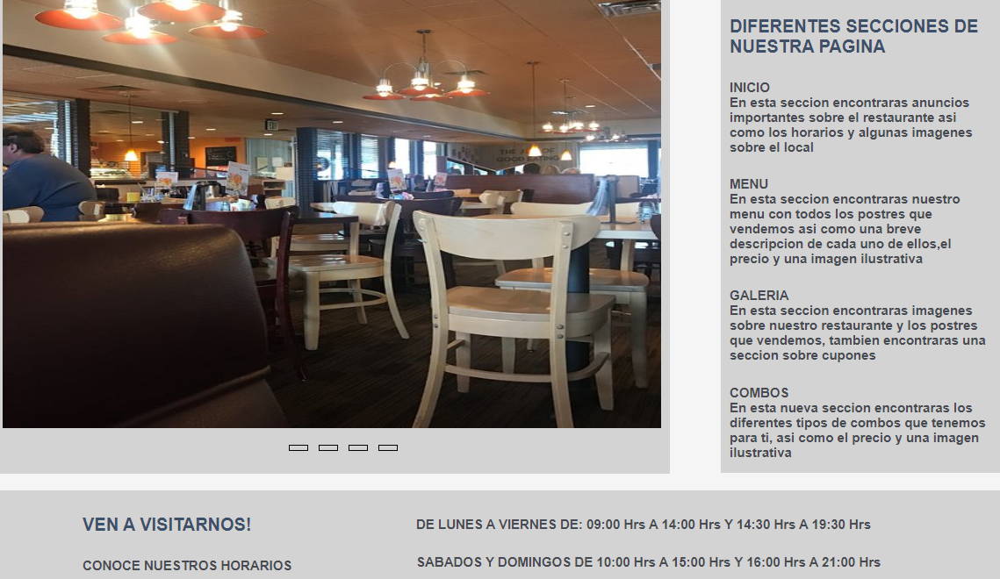 THE JOY OF
GOOD EATING
DIFERENTES SECCIONES DE
NUESTRA PAGINA
INICIO
En esta seccion encontraras anuncios
importantes sobre el restaurante asi
como los horarios y algunas imagenes
sobre el local
MENU
En esta seccion encontraras nuestro
menu con todos los postres que
vendemos asi como una breve
descripcion de cada uno de ellos,el
precio y una imagen ilustrativa
GALERIA
En esta seccion encontraras imagenes
sobre nuestro restaurante y los postres
que vendemos, tambien encontraras una
seccion sobre cupones
COMBOS
En esta nueva seccion encontraras los
diferentes tipos de combos que tenemos
para ti, asi como el precio y una imagen
ilustrativa
VEN A VISITARNOS!
CONOCE NUESTROS HORARIOS
DE LUNES A VIERNES DE: 09:00 Hrs A 14:00 Hrs Y 14:30 Hrs A 19:30 Hrs
SABADOS Y DOMINGOS DE 10:00 Hrs A 15:00 Hrs Y 16:00 Hrs A 21:00 Hrs